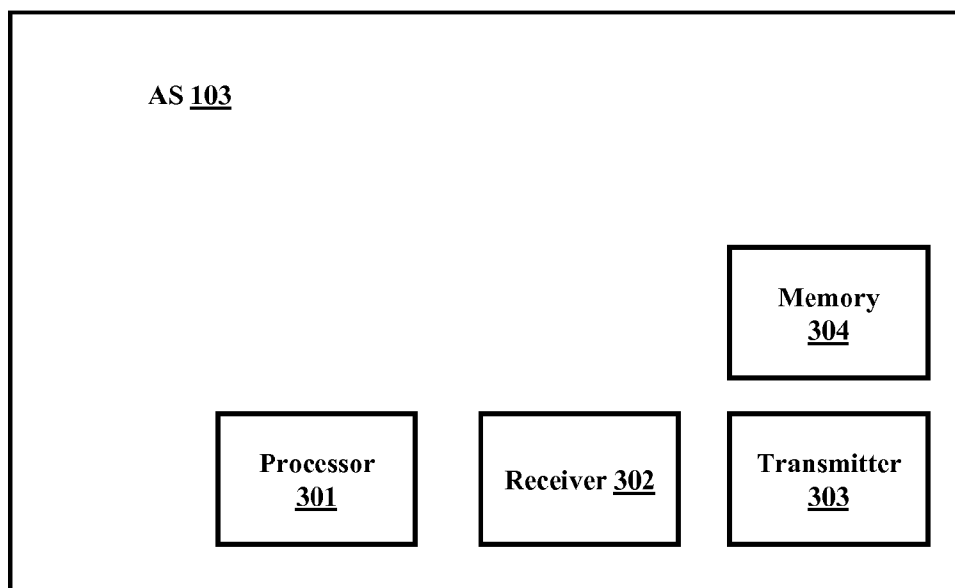 AS 103
Memory
304
Processor
301
Receiver 302
Transmitter
303